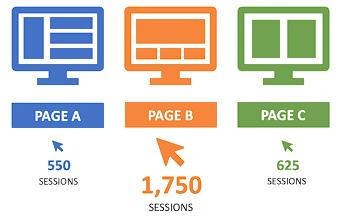 PAGE A
PAGE B
PAGE C
550
SESSIONS
1,750
SESSIONS
625
SESSIONS